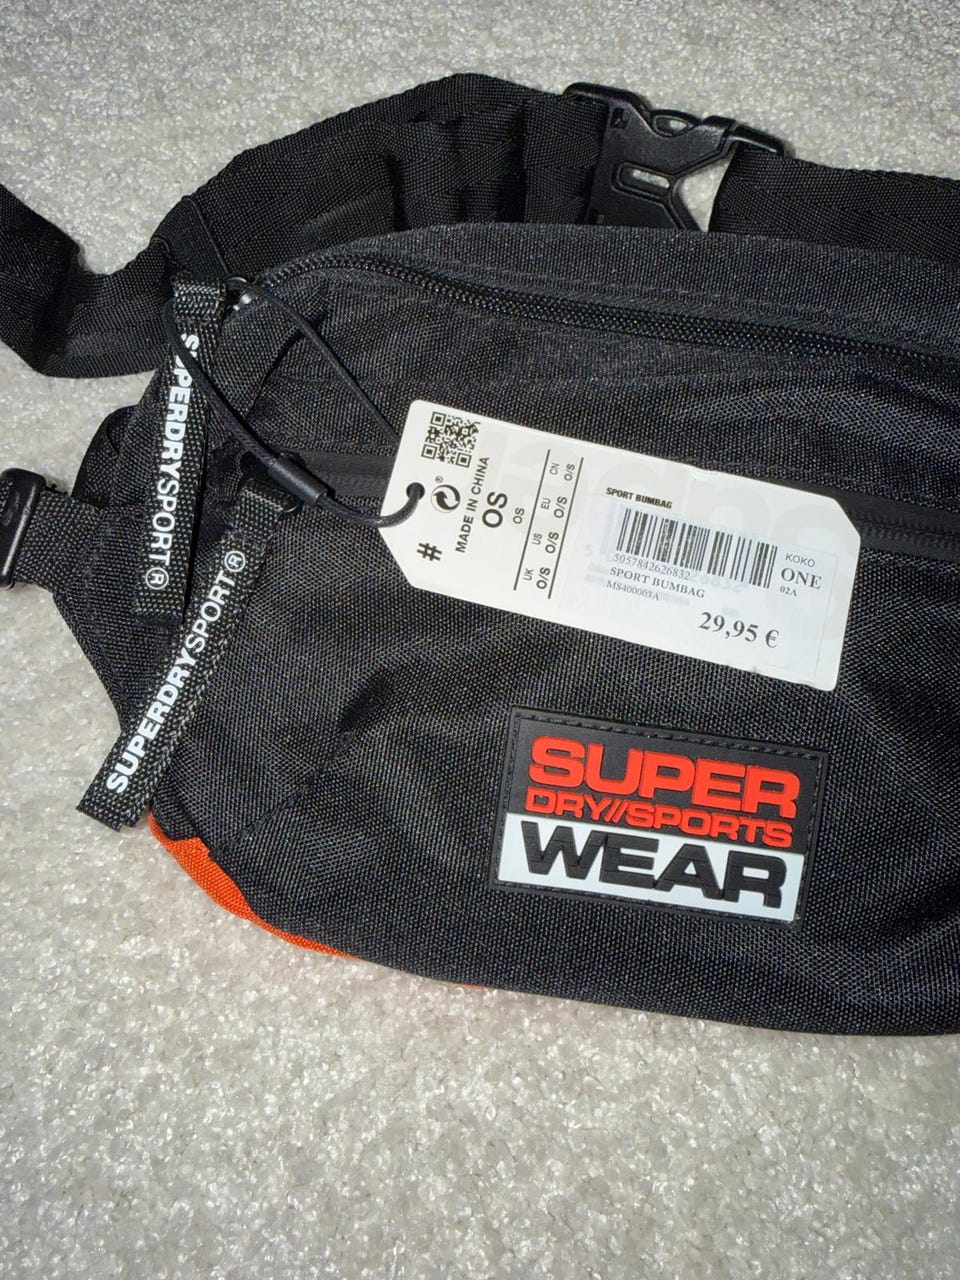 SUPERDRYSPORT®
SUPERDRYSPORT®
#
MADE IN CHINA
OS
OS
UK US EU CN
O/S O/S O/S O/S
SPORT BUMBAG
5057842626832
SPORT BUMBAG
MS400003A
KOKO
ONE
02A
29,95 €
SUPER
DRY//SPORTS
WEAR